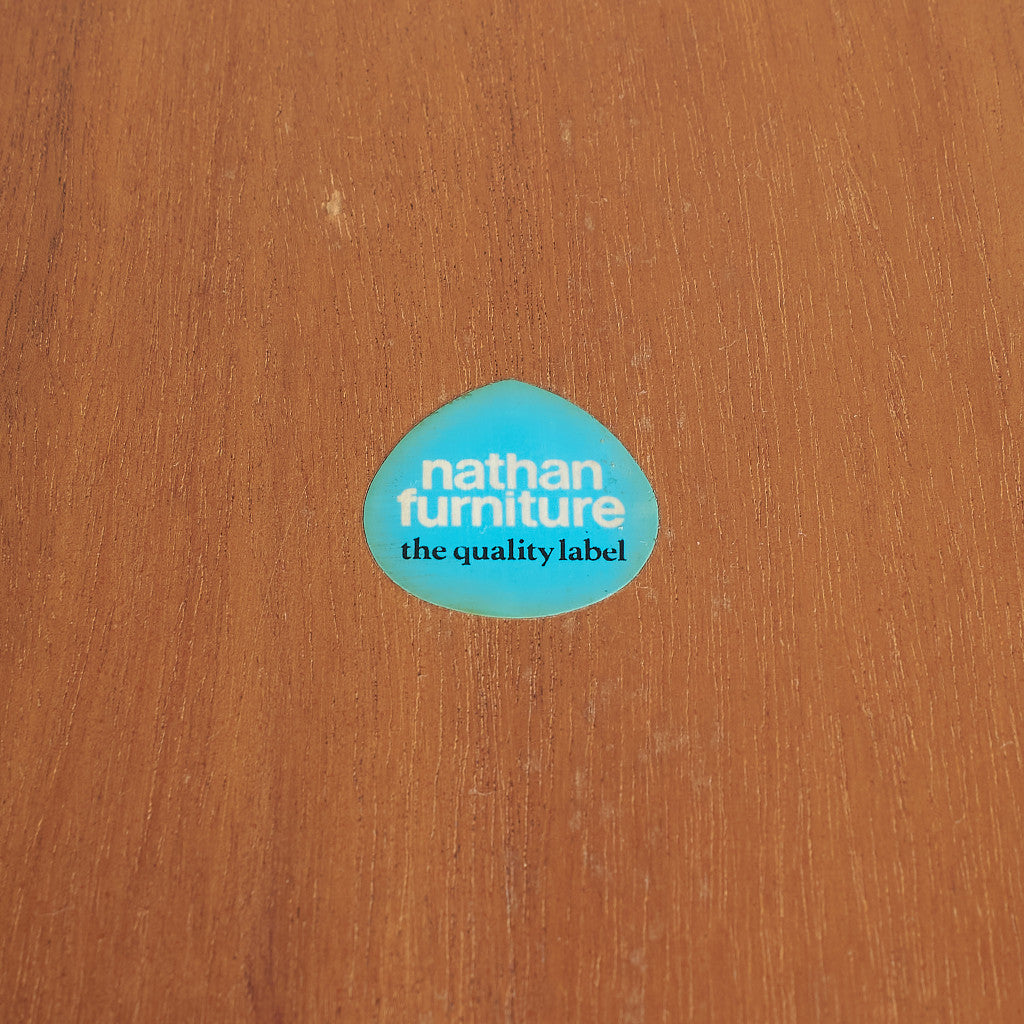 nathan
furniture
the quality label